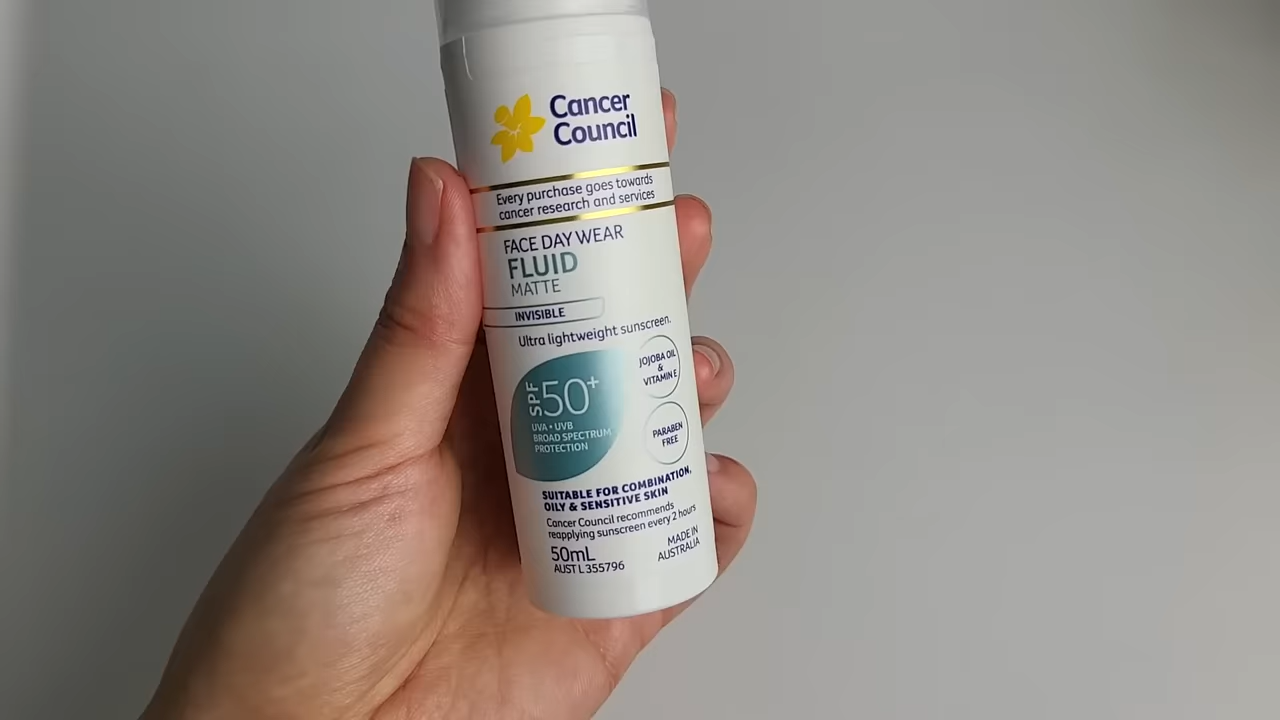 Cancer
Council
Every purchase goes towards
cancer research and services
FACE DAY WEAR
FLUID
MATTE
INVISIBLE
Ultra lightweight sunscreen.
SPF 50+
UVA • UVB
BROAD SPECTRUM
PROTECTION
JOJOBA OIL
&
VITAMIN E
PARABEN
FREE
SUITABLE FOR COMBINATION,
OILY & SENSITIVE SKIN
Cancer Council recommends
reapplying sunscreen every 2 hours
50mL
AUST L 355796
MADE IN
AUSTRALIA